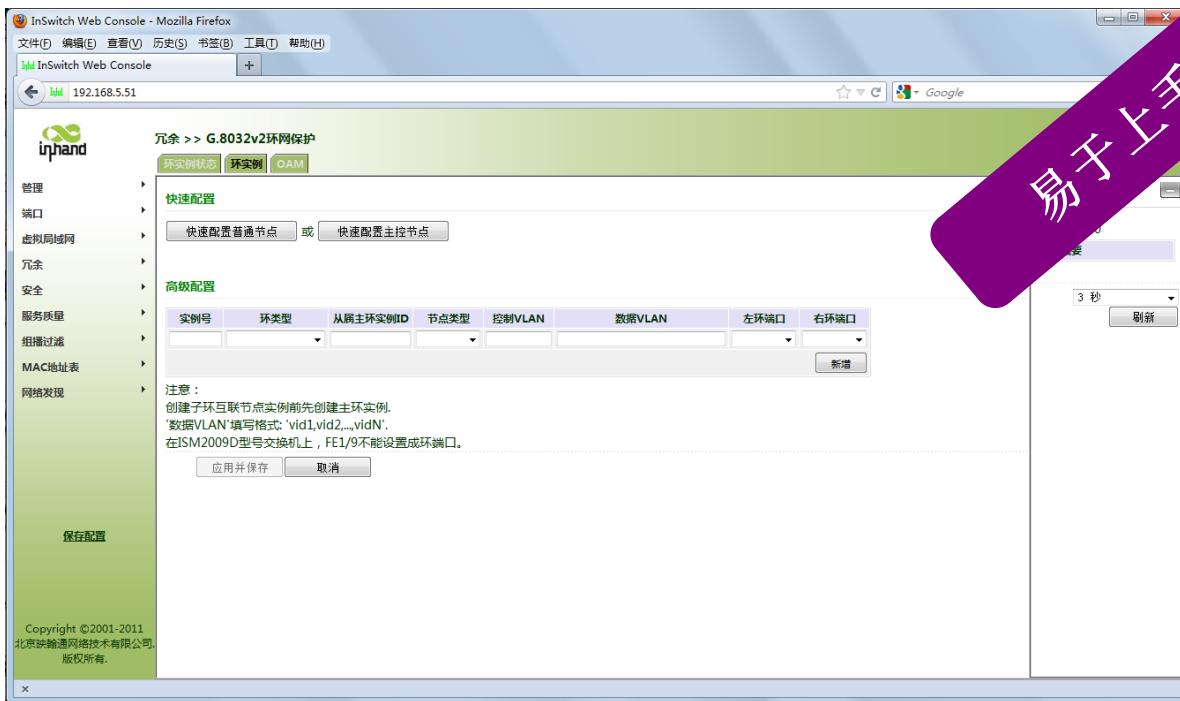 InSwitch Web Console - Mozilla Firefox
文件(F) 编辑(E) 查看(V) 历史(S) 书签(B) 工具(T) 帮助(H)
InSwitch Web Console +
192.168.5.51 Google
inhand
冗余 >> G.8032v2环网保护
环实例状态 环实例 OAM
易于上手
管理
端口
虚拟局域网
冗余
安全
服务质量
组播过滤
MAC地址表
网络发现
保存配置
Copyright ©2001-2011
北京映翰通网络技术有限公司.
版权所有.
快速配置
快速配置普通节点 或 快速配置主控节点
高级配置
实例号 环类型 从属主环实例ID 节点类型 控制VLAN 数据VLAN 左环端口 右环端口
新增
注意：
创建子环互联节点实例前先创建主环实例.
'数据VLAN'填写格式: 'vid1,vid2,...,vidN'.
在ISM2009D型号交换机上，FE1/9不能设置成环端口。
应用并保存 取消
3 秒
刷新